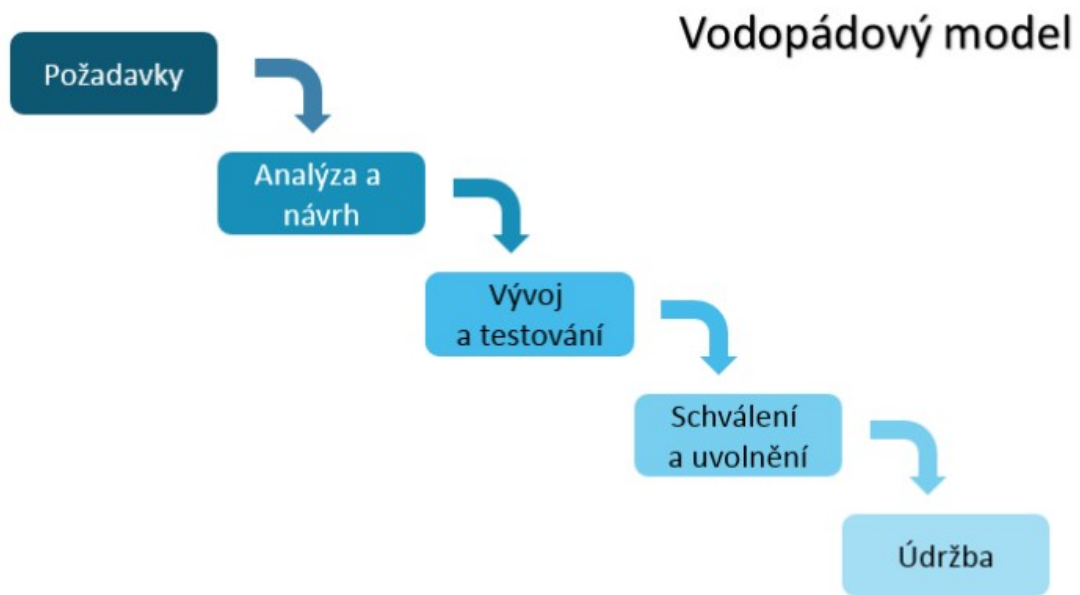 Vodopádový model
Požadavky
Analýza a
návrh
Vývoj
a testování
Schválení
a uvolnění
Údržba